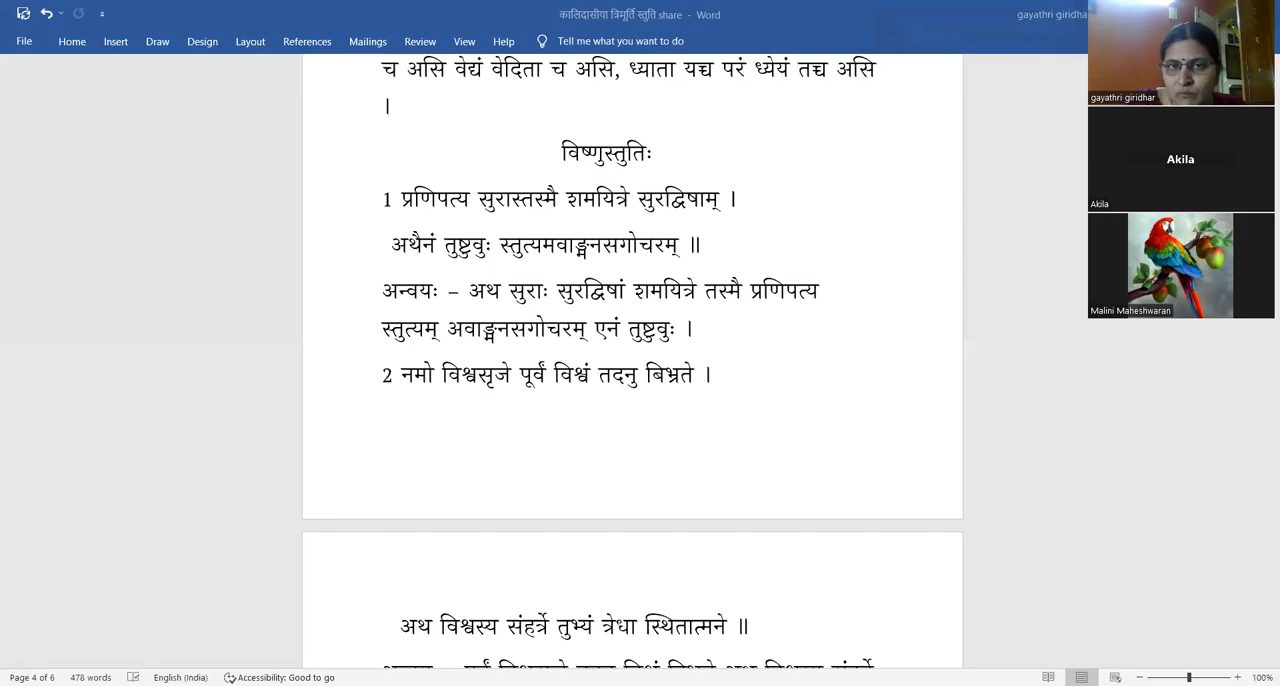 कालिदासीया त्रिमूर्ति स्तुति share - Word
gayathri giridha
File Home Insert Draw Design Layout References Mailings Review View Help Tell me what you want to do
च असि वेद्यं वेदिता च असि, ध्याता यच्च परं ध्येयं तच्च असि
।
विष्णुस्तुतिः
1 प्रणिपत्य सुरास्तस्मै शमयित्रे सुरद्विषाम् ।
अथैनं तुष्टुवुः स्तुत्यमवाङ्मनसगोचरम् ॥
अन्वयः – अथ सुराः सुरद्विषां शमयित्रे तस्मै प्रणिपत्य
स्तुत्यम् अवाङ्मनसगोचरम् एनं तुष्टुवुः ।
2 नमो विश्वसृजे पूर्वं विश्वं तदनु बिभ्रते ।
अथ विश्वस्य संहर्त्रे तुभ्यं त्रेधा स्थितात्मने ॥
gayathri giridhar
Akila
Akila
Malini Maheshwaran
Page 4 of 6 478 words English (India) Accessibility: Good to go 100%